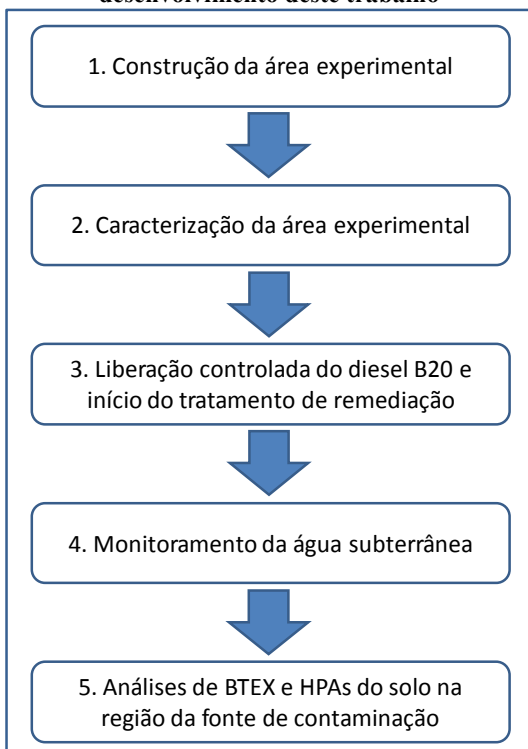 desenvolvimento deste trabalho
1. Construção da área experimental
2. Caracterização da área experimental
3. Liberação controlada do diesel B20 e
início do tratamento de remediação
4. Monitoramento da água subterrânea
5. Análises de BTEX e HPAs do solo na
região da fonte de contaminação